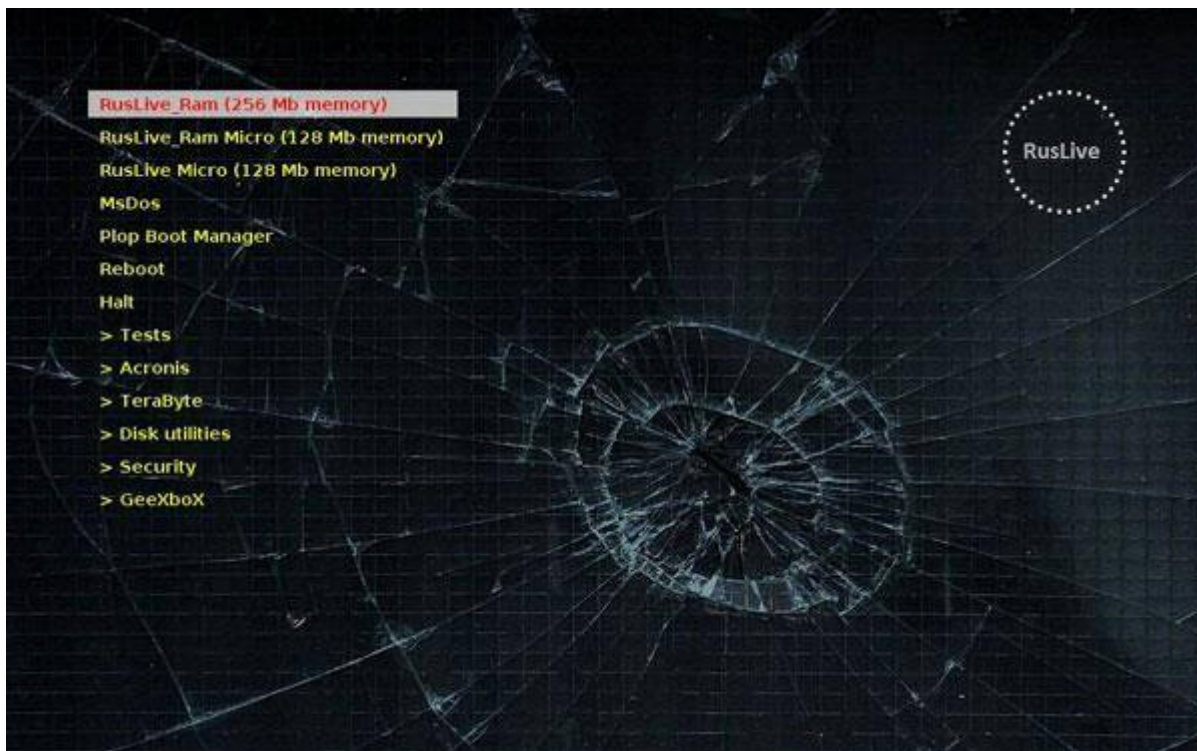 RusLive_Ram (256 Mb memory)
RusLive_Ram Micro (128 Mb memory)
RusLive Micro (128 Mb memory)
MsDos
Plop Boot Manager
Reboot
Halt
> Tests
> Acronis
> TeraByte
> Disk utilities
> Security
> GeeXboX
RusLive